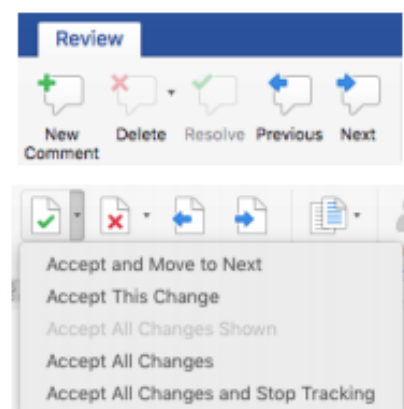 Review
New Comment Delete Resolve Previous Next
Accept and Move to Next
Accept This Change
Accept All Changes Shown
Accept All Changes
Accept All Changes and Stop Tracking